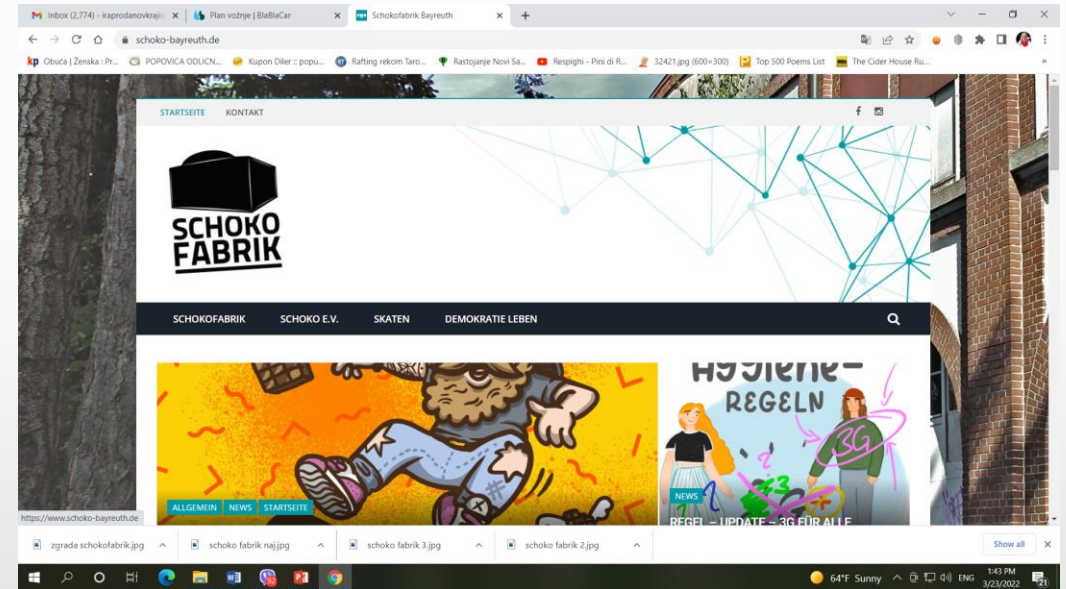 Inbox (2,774) - iraprodanovkrajis
Plan vožnje | BlaBlaCar
Schokofabrik Bayreuth
schoko-bayreuth.de
Obuća | Ženska : Pr...
POPOVICA ODLICN...
Kupon Diler :: popu...
Rafting rekom Taro...
Rastojanje Novi Sa...
Respighi - Pini di R...
32421.jpg (600×300)
Top 500 Poems List
The Cider House Ru...
STARTSEITE KONTAKT
SCHOKO
FABRIK
SCHOKOFABRIK SCHOKO E.V. SKATEN DEMOKRATIE LEBEN
HYGIENE-
REGELN
3G
ALLGEMEIN NEWS STARTSEITE
NEWS
REGEL – UPDATE – 3G FÜR ALLE
https://www.schoko-bayreuth.de
zgrada schokofabrik.jpg
schoko fabrik naj.jpg
schoko fabrik 3.jpg
schoko fabrik 2.jpg
Show all
64°F Sunny
ENG
1:43 PM
3/23/2022
21